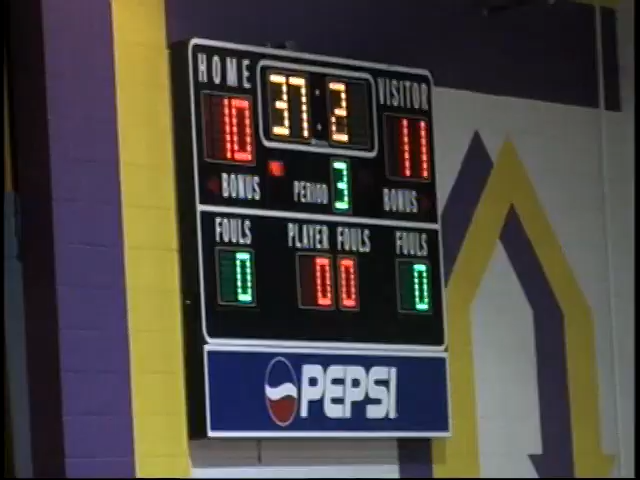 HOME 37:2 VISITOR
10 11
BONUS PERIOD 3 BONUS
FOULS PLAYER FOULS FOULS
0 00 0
PEPSI